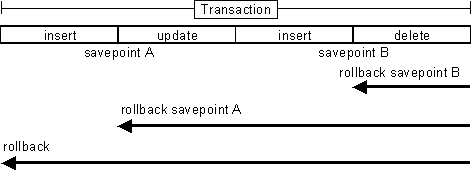 Transaction
insert update insert delete
savepoint A savepoint B
rollback savepoint B
rollback savepoint A
rollback